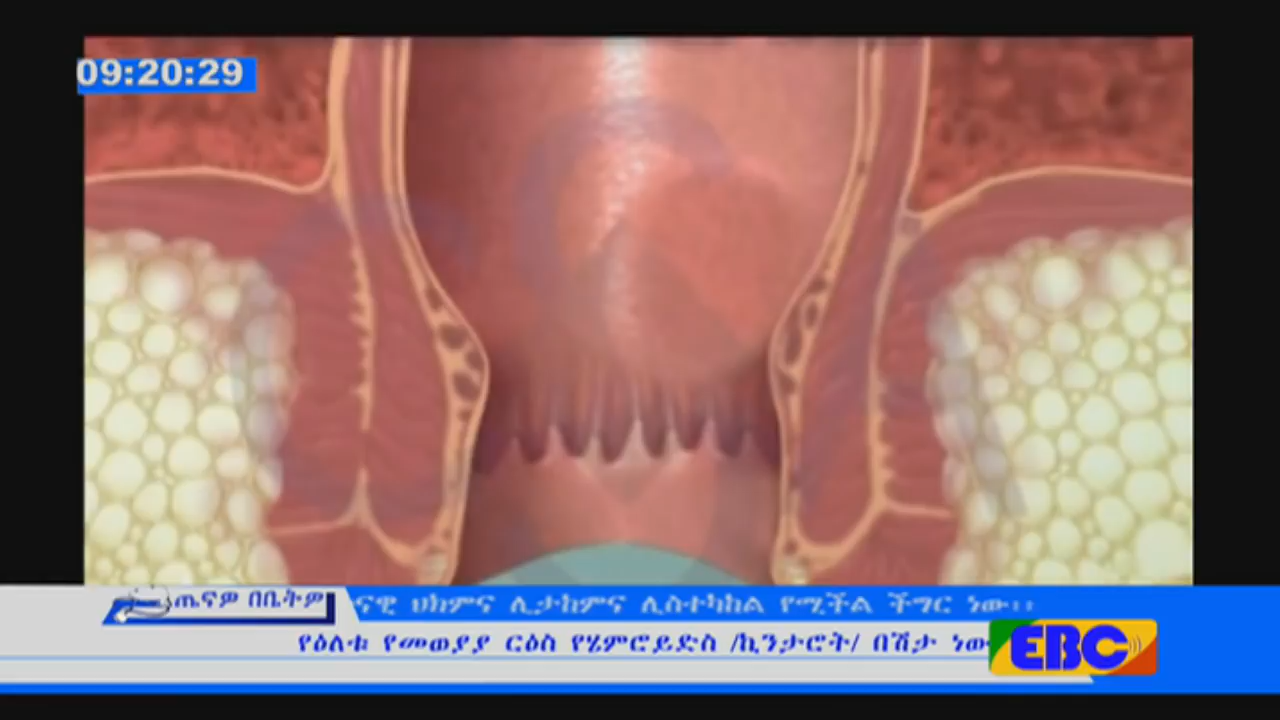 09:20:29
ጤናዎ በቤትዎ
ናዊ ህክምና ሊታከምና ሊስተካከል የሚችል ችግር ነው፡፡
የዕለቱ የመወያያ ርዕስ የሄምሮይድስ /ኪንታሮት/ በሽታ ነው
EBC